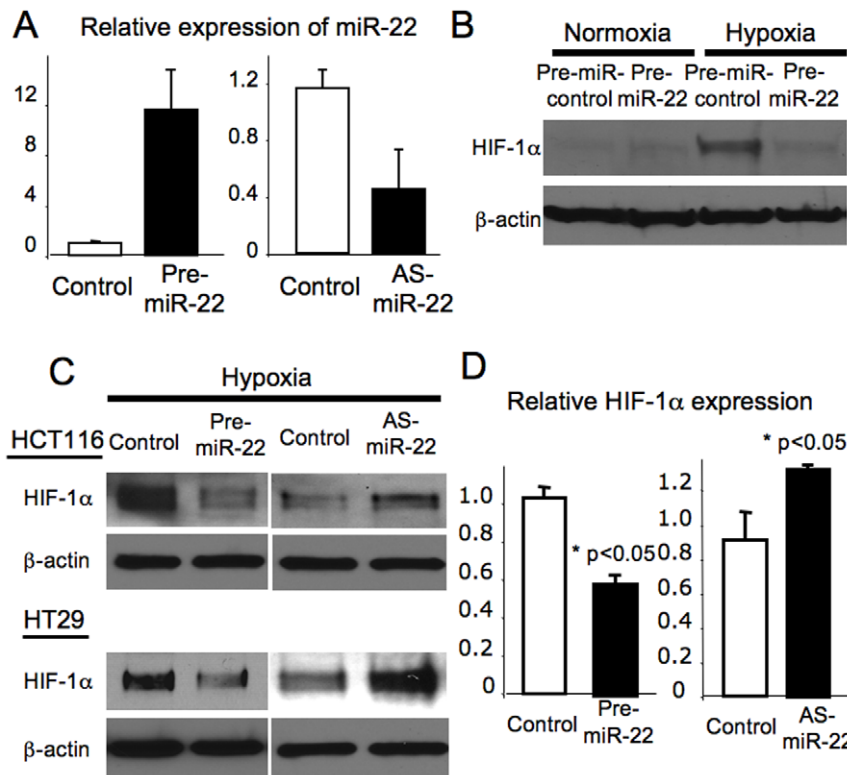 A
Relative expression of miR-22
12
8
4
0
Control
Pre-
miR-22
1.2
0.8
0.4
0
Control
AS-
miR-22
B
Normoxia
Hypoxia
Pre-miR-
control
Pre-
miR-22
Pre-miR-
control
Pre-
miR-22
HIF-1α
β-actin
C
Hypoxia
HCT116
Control
Pre-
miR-22
Control
AS-
miR-22
HIF-1α
β-actin
HT29
HIF-1α
β-actin
D
Relative HIF-1α expression
1.0
0.8
0.6
0.4
0.2
0
* p<0.05
Control
Pre-
miR-22
1.2
1.0
0.8
0.6
0.4
0.2
0
* p<0.05
Control
AS-
miR-22